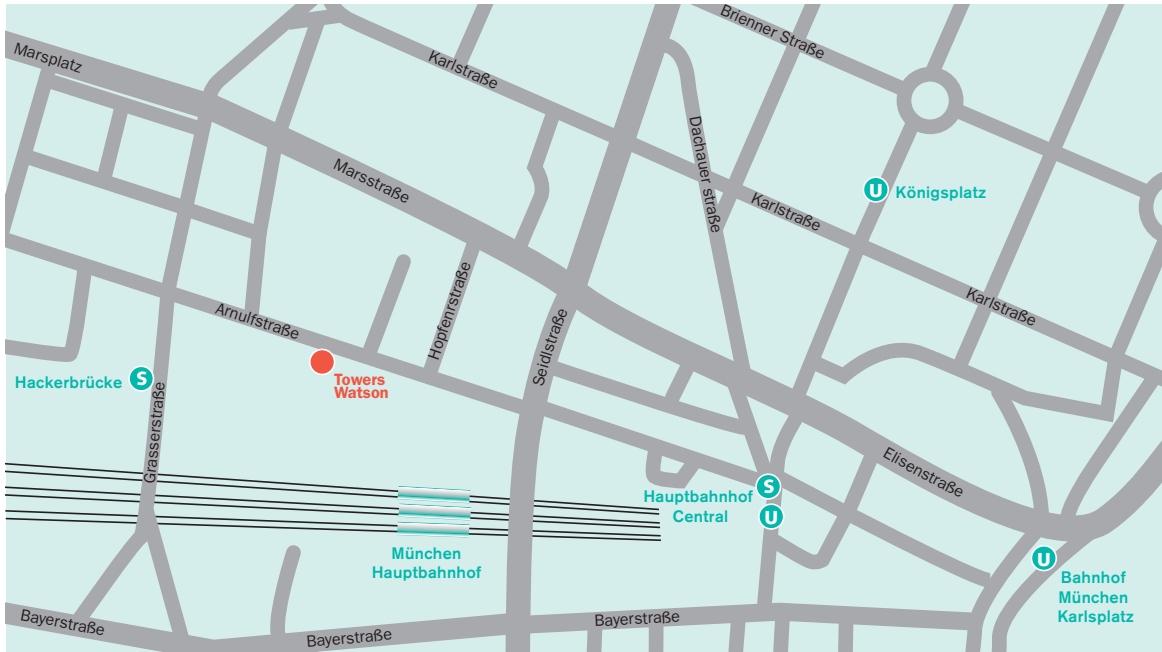 Brienner Straße
Marsplatz
Karlstraße
Dachauer straße
Marsstraße
U
Königsplatz
Karlstraße
Karlstraße
Arnulfstraße
Hopfenrstraße
Seidlstraße
Hackerbrücke
S
Towers
Watson
Grasserstraße
Elisenstraße
Hauptbahnhof
Central
S
U
München
Hauptbahnhof
U
Bahnhof
München
Karlsplatz
Bayerstraße
Bayerstraße
Bayerstraße